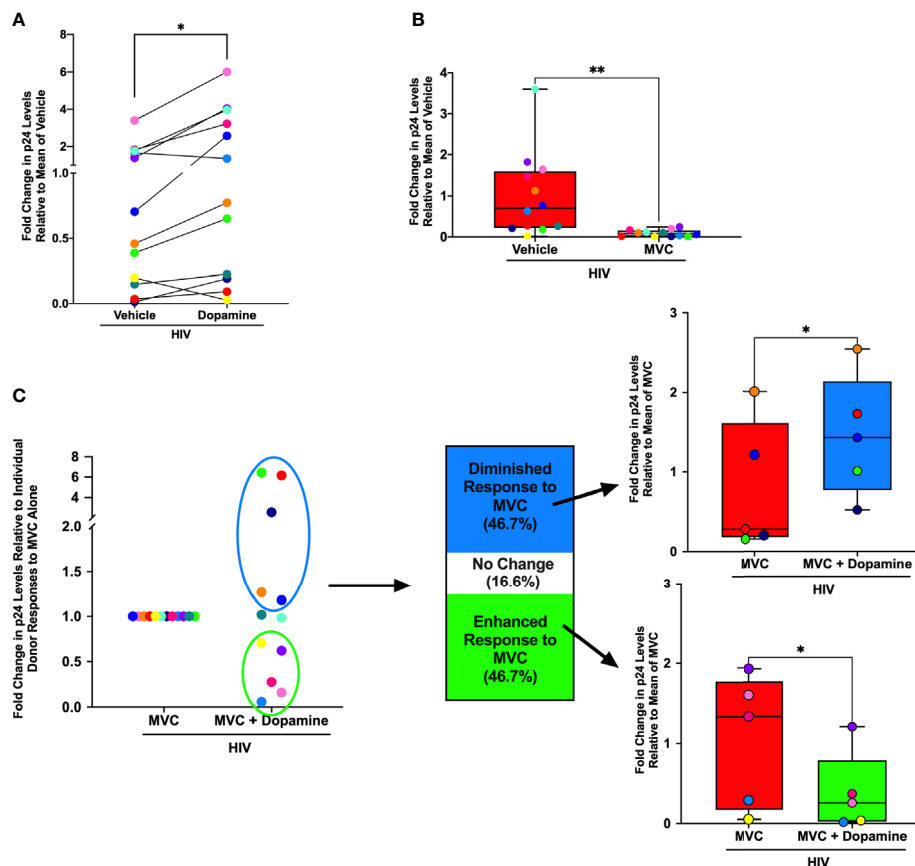 A
Fold Change in p24 Levels
Relative to Mean of Vehicle
8
6
4
2
1.0
0.5
0.0
*
Vehicle
Dopamine
HIV
B
Fold Change in p24 Levels
Relative to Mean of Vehicle
4
3
2
1
0
**
Vehicle
MVC
HIV
C
Fold Change in p24 Levels Relative to Individual
Donor Responses to MVC Alone
8
6
4
2.0
1.5
1.0
0.5
0.0
MVC
MVC + Dopamine
HIV
Diminished
Response to
MVC
(46.7%)
No Change
(16.6%)
Enhanced
Response to
MVC
(46.7%)
Fold Change in p24 Levels
Relative to Mean of MVC
3
2
1
0
*
MVC
MVC + Dopamine
HIV
Fold Change in p24 Levels
Relative to Mean of MVC
3
2
1
0
*
MVC
MVC + Dopamine
HIV